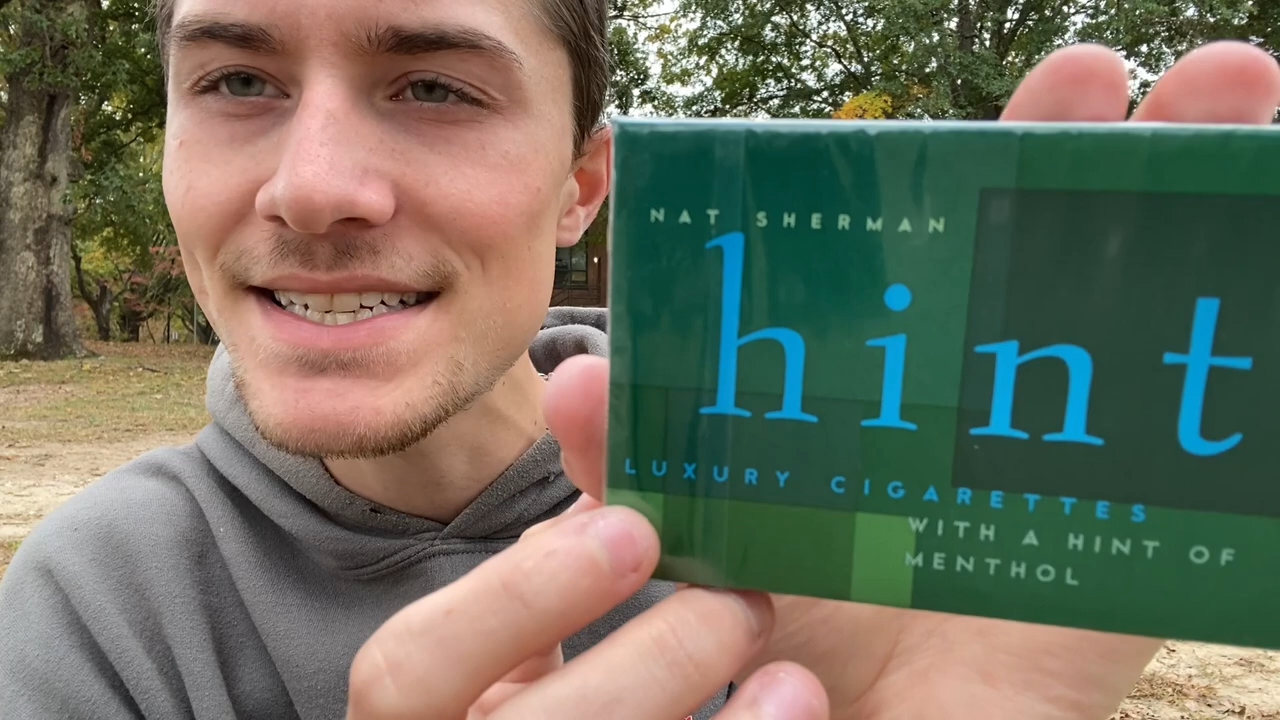 NAT SHERMAN
hint
LUXURY CIGARETTES
WITH A HINT OF
MENTHOL